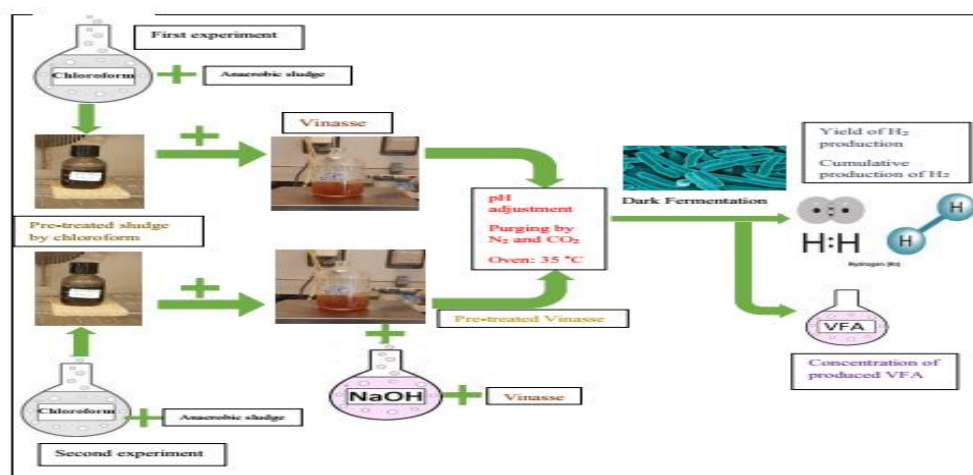 First experiment
Chloroform
Anaerobic sludge
Vinasse
Pre-treated sludge
by chloroform
pH
adjustment
Purging by
N₂ and CO₂
Oven: 35 °C
Dark Fermentation
Yield of H₂
production
Cumulative
production of H₂
H:H
H
H
Hydrogen (H₂)
VFA
Concentration of
produced VFA
Pre-treated Vinasse
NaOH
Vinasse
Chloroform
Anaerobic sludge
Second experiment